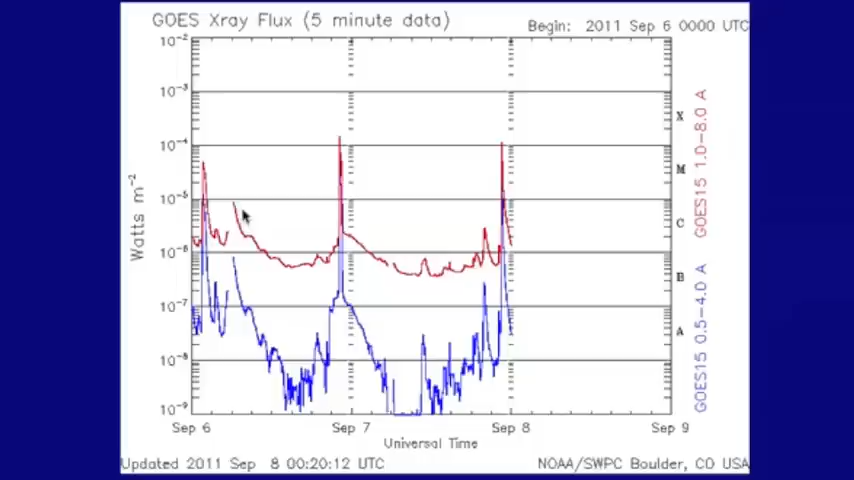 GOES Xray Flux (5 minute data)
Begin: 2011 Sep 6 0000 UTC
10⁻²
10⁻³
10⁻⁴
10⁻⁵
10⁻⁶
10⁻⁷
10⁻⁸
10⁻⁹
Watts m⁻²
X
M
C
B
A
GOES15 1.0-8.0 A
GOES15 0.5-4.0 A
Sep 6
Sep 7
Sep 8
Sep 9
Universal Time
Updated 2011 Sep 8 00:20:12 UTC
NOAA/SWPC Boulder, CO USA